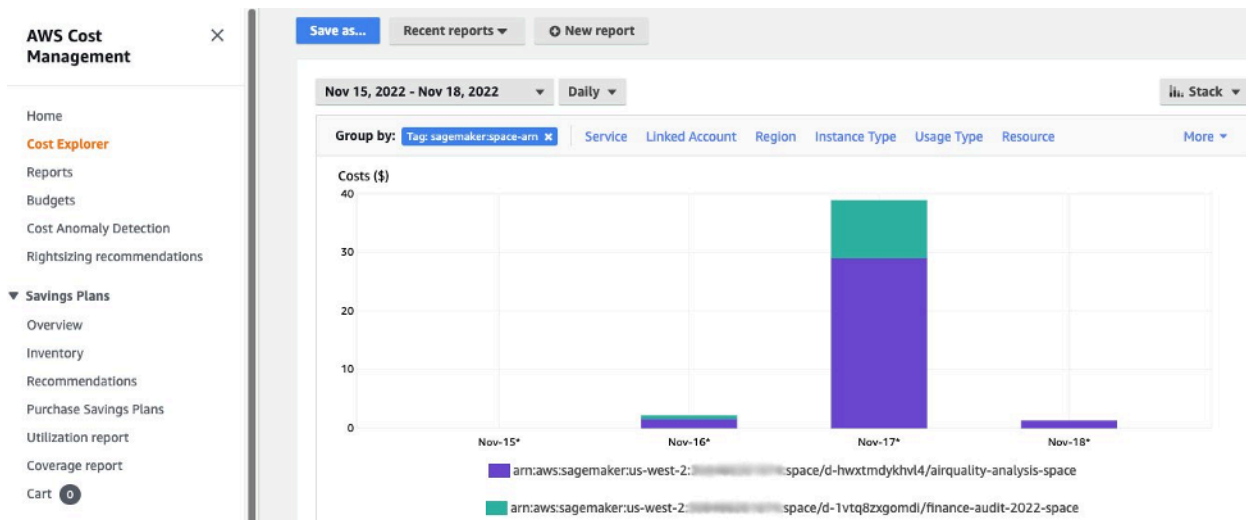 AWS Cost
Management
Home
Cost Explorer
Reports
Budgets
Cost Anomaly Detection
Rightsizing recommendations
Savings Plans
Overview
Inventory
Recommendations
Purchase Savings Plans
Utilization report
Coverage report
Cart 0
Save as... Recent reports New report
Nov 15, 2022 - Nov 18, 2022 Daily Stack
Group by: Tag: sagemaker:space-arn Service Linked Account Region Instance Type Usage Type Resource More
Costs ($)
40
30
20
10
0
Nov-15* Nov-16* Nov-17* Nov-18*
arn:aws:sagemaker:us-west-2: :space/d-hwxtmdykhvl4/airquality-analysis-space
arn:aws:sagemaker:us-west-2: space/d-1vtq8zxgomdi/finance-audit-2022-space